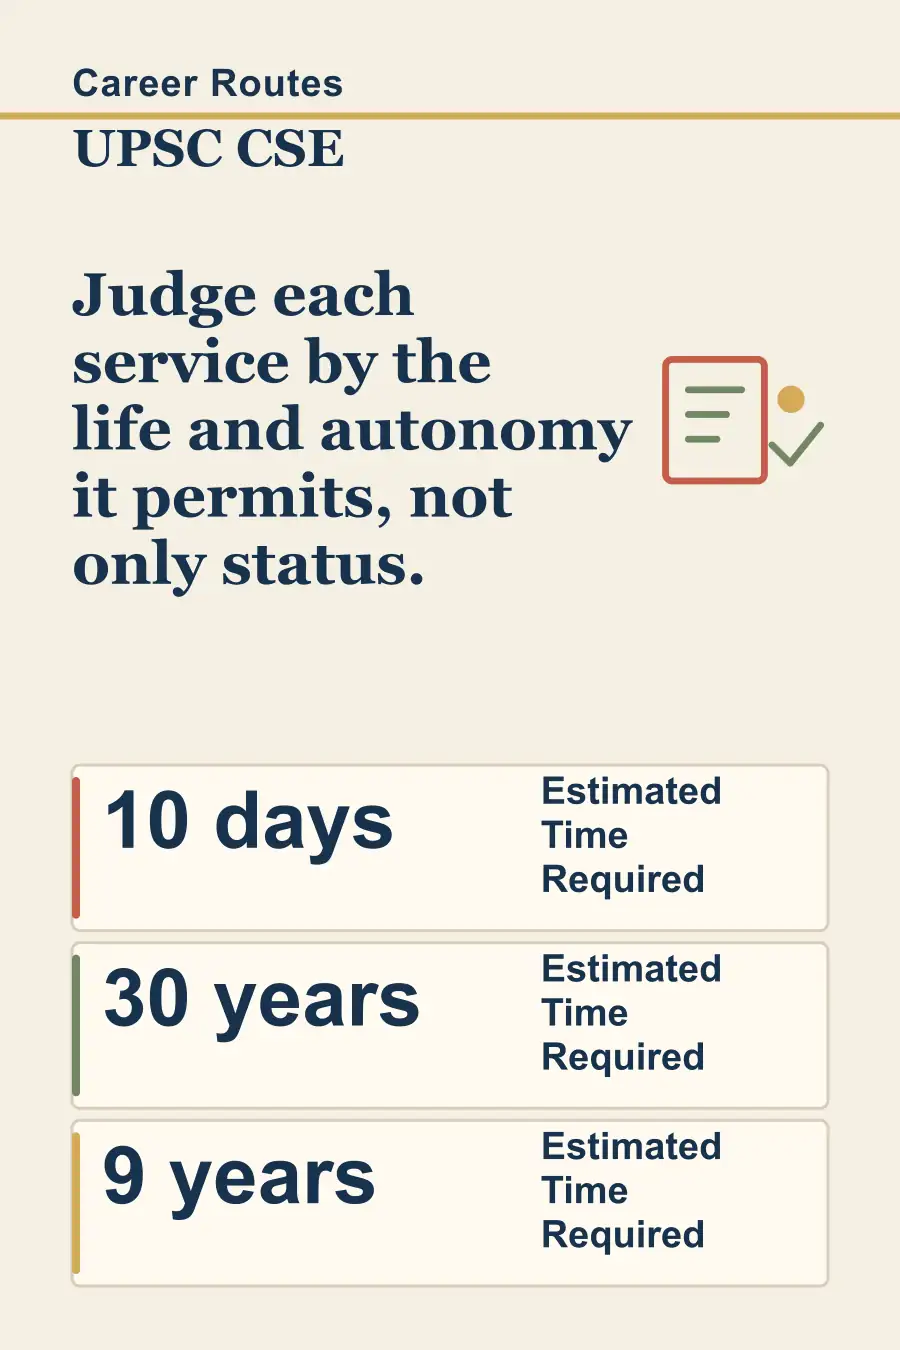 Career Routes
UPSC CSE
Judge each
service by the
life and autonomy
it permits, not
only status.
10 days
Estimated
Time
Required
30 years
Estimated
Time
Required
9 years
Estimated
Time
Required